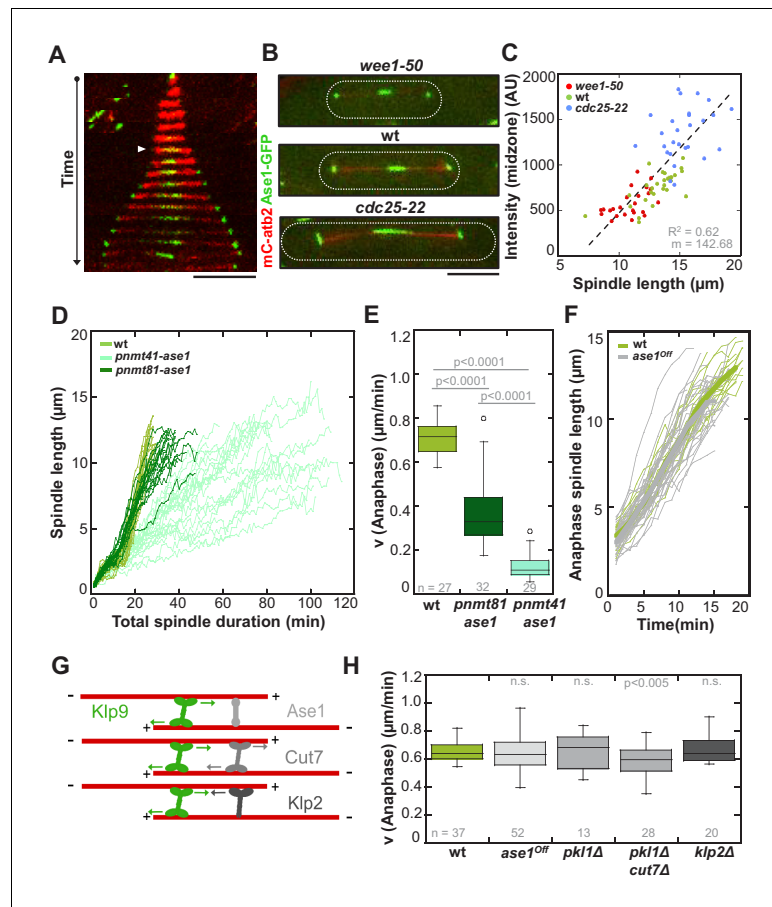 A
Time
B
mC-atb2 Ase1-GFP
wee1-50
wt
cdc25-22
C
wee1-50
wt
cdc25-22
Intensity (midzone) (AU)
2000
1500
1000
500
0
5 10 15 20
Spindle length (µm)
R² = 0.62
m = 142.68
D
wt
pnmt41-ase1
pnmt81-ase1
Spindle length (µm)
20
15
10
5
0
0 20 40 60 80 100 120
Total spindle duration (min)
E
v (Anaphase) (µm/min)
1.2
1.0
0.8
0.6
0.4
0.2
0
p<0.0001
p<0.0001
p<0.0001
n = 27 32 29
wt pnmt81 pnmt41
ase1 ase1
F
wt
ase1Off
Anaphase spindle length (µm)
15
10
5
0 5 10 15 20
Time(min)
G
- +
Klp9 Ase1
+ -
- +
Cut7
+ -
- +
Klp2
+ -
H
v (Anaphase) (µm/min)
1.2
1.0
0.8
0.6
0.4
0.2
0
n.s. n.s. p<0.005 n.s.
n = 37 52 13 28 20
wt ase1Off pkl1Δ pkl1Δ klp2Δ
cut7Δ